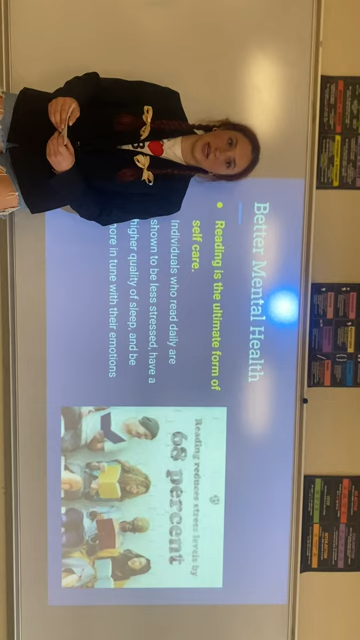 Better Mental Health
● Reading is the ultimate form of
self care.
Individuals who read daily are
shown to be less stressed, have a
higher quality of sleep, and be
more in tune with their emotions
Reading reduces stress levels by
68 percent